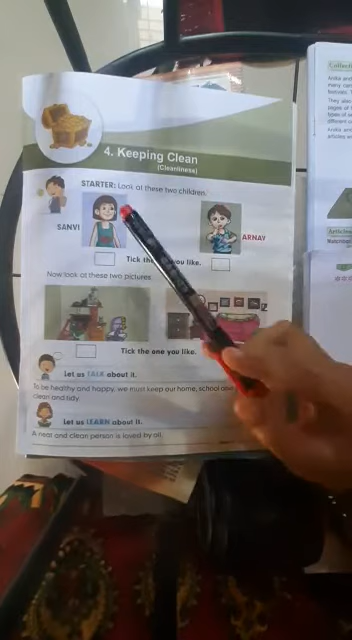 4. Keeping Clean
(Cleanliness)
STARTER: Look at these two children.
SANVI
ARNAY
Tick the you like.
Now look at these two pictures
Tick the one you like.
Let us TALK about it.
To be healthy and happy, we must keep our home, school
clean and tidy.
Let us LEARN about it.
A neat and clean person is loved by all.